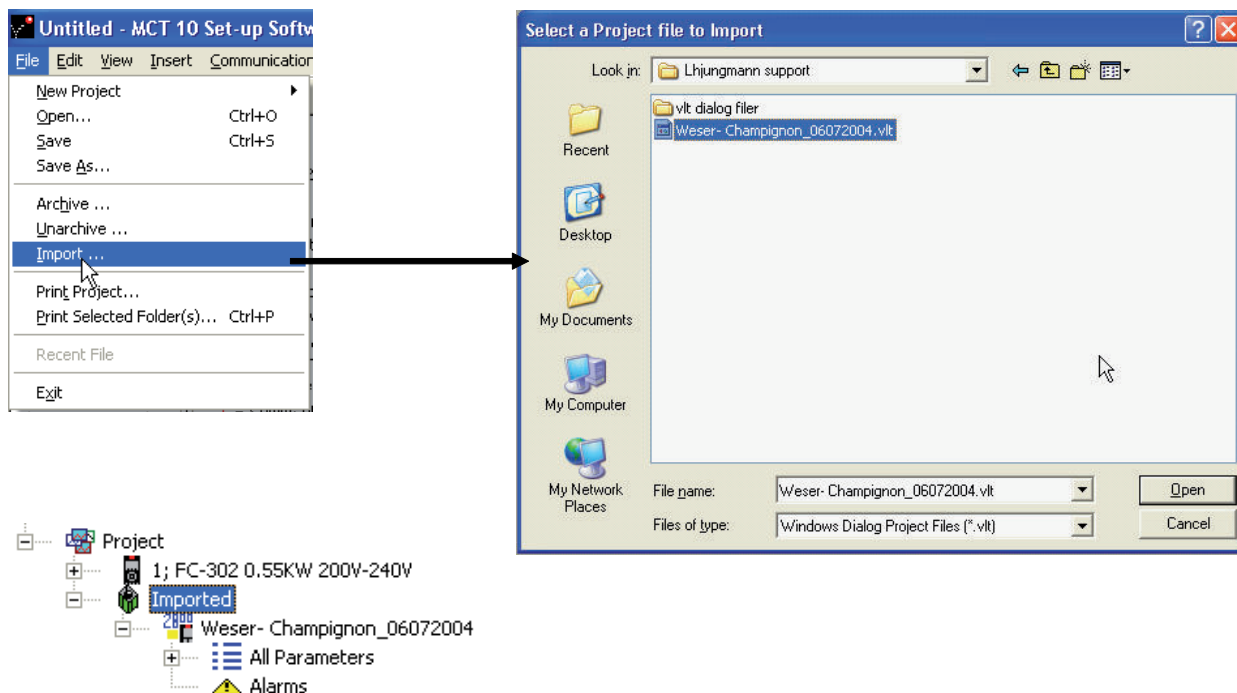 Untitled - MCT 10 Set-up Softw
File Edit View Insert Communication
New Project
Open... Ctrl+O
Save Ctrl+S
Save As...
Archive ...
Unarchive ...
Import ...
Print Project...
Print Selected Folder(s)... Ctrl+P
Recent File
Exit
Select a Project file to Import
Look in: Lhjungmann support
vlt dialog filer
Weser- Champignon_06072004.vlt
Recent
Desktop
My Documents
My Computer
My Network
Places
File name: Weser- Champignon_06072004.vlt Open
Files of type: Windows Dialog Project Files (*.vlt) Cancel
Project
1; FC-302 0.55KW 200V-240V
Imported
2800
Weser- Champignon_06072004
All Parameters
Alarms